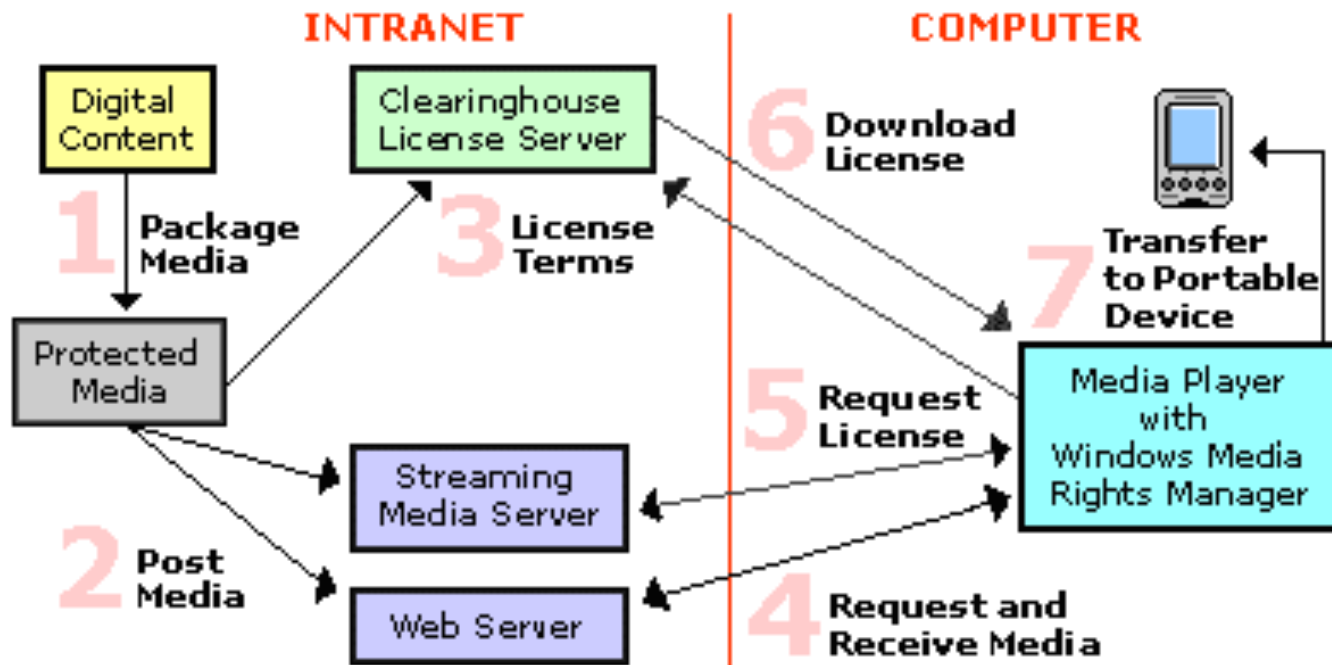 INTRANET
COMPUTER
Digital
Content
Clearinghouse
License Server
6
Download
License
1
Package
Media
3
License
Terms
7
Transfer
to Portable
Device
Protected
Media
Media Player
with
Windows Media
Rights Manager
5
Request
License
Streaming
Media Server
2
Post
Media
Web Server
4
Request and
Receive Media